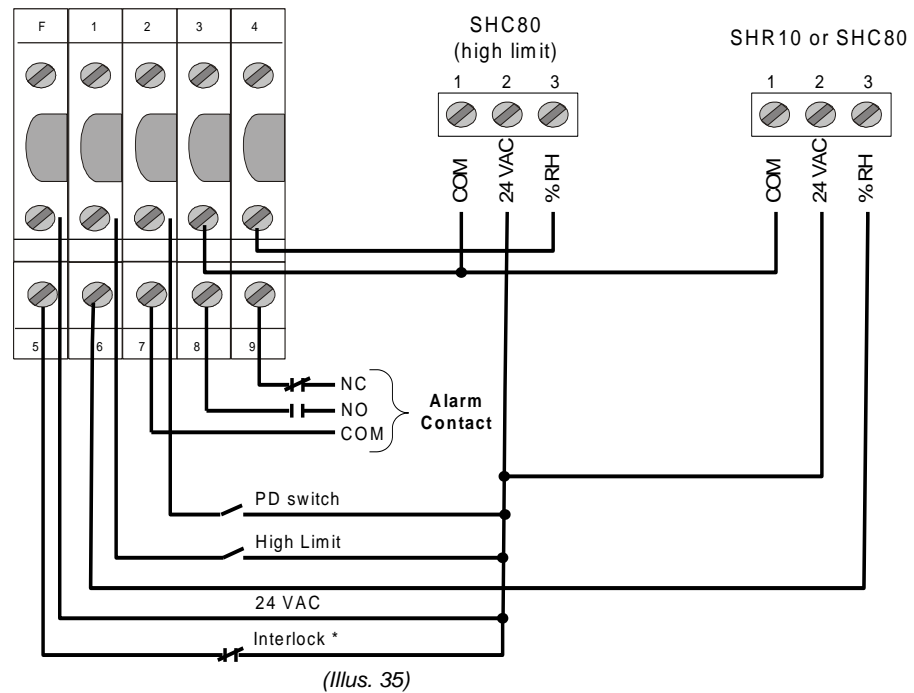 F 1 2 3 4
SHC80
(high limit)
SHR10 or SHC80
1 2 3
1 2 3
COM
24 VAC
%RH
COM
24 VAC
%RH
5 6 7 8 9
NC
NO
COM
Alarm
Contact
PD switch
High Limit
24 VAC
Interlock *
(Illus. 35)